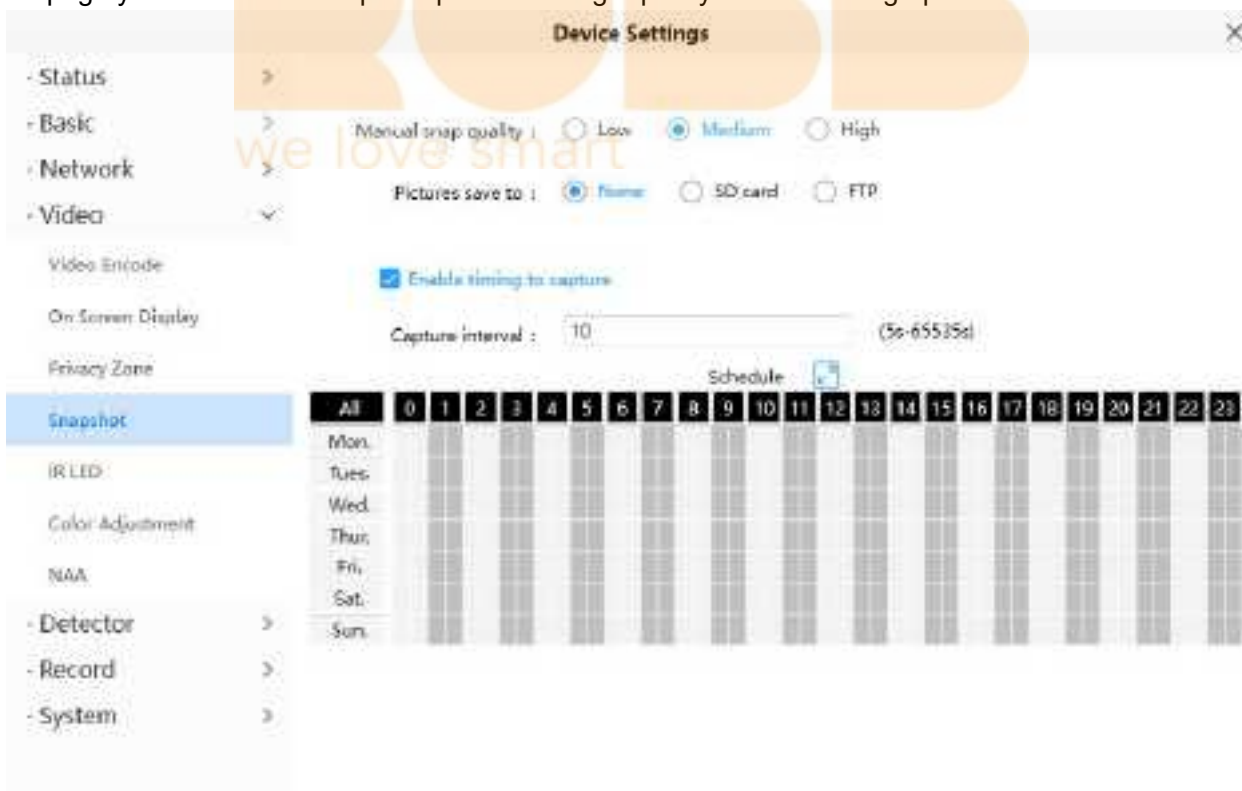 Device Settings
- Status
- Basic
- Network
- Video
Video Encode
On Screen Display
Privacy Zone
Snapshot
IR LED
Color Adjustment
NAA
- Detector
- Record
- System
we love smart
Manual snap quality : Low Medium High
Pictures save to : None SD card FTP
Enable timing to capture
Capture interval : 10 (5s-65535s)
Schedule
All 0 1 2 3 4 5 6 7 8 9 10 11 12 13 14 15 16 17 18 19 20 21 22 23
Mon.
Tues.
Wed.
Thur.
Fri.
Sat.
Sun.